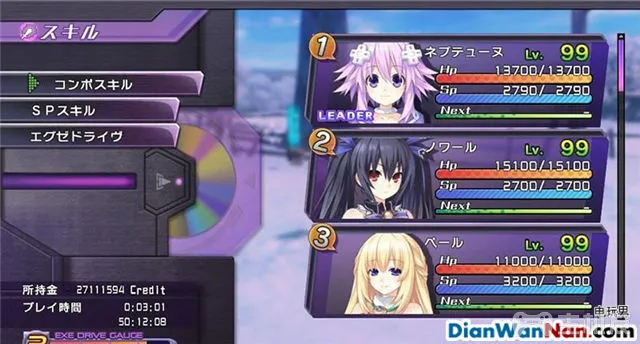 スキル
コンボスキル
SPスキル
エグゼドライヴ
1
ネプテューヌ Lv. 99
Hp 13700/13700
Sp 2790/ 2790
LEADER Next -
2
ノワール Lv. 99
Hp 15100/15100
Sp 2700/ 2700
Next -
3
ベール Lv. 99
Hp 11000/11000
Sp 3200/ 3200
Next -
所持金 27111594 Credit
プレイ時間 0:03:01
50:12:08
EXE DRIVE GAUGE
电玩男
DianWanNan.com